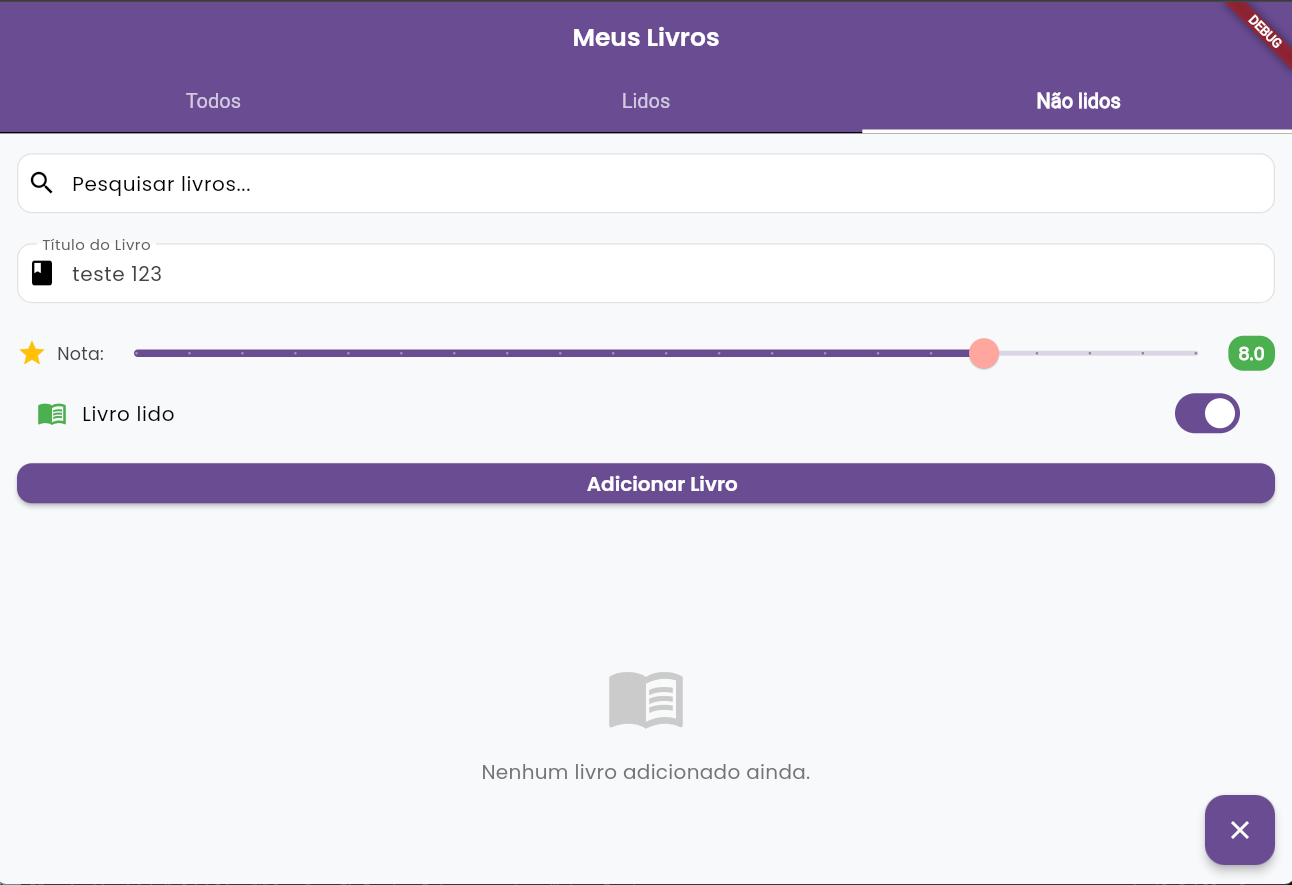 Meus Livros
DEBUG
Todos
Lidos
Não lidos
Pesquisar livros...
Título do Livro
teste 123
Nota:
8.0
Livro lido
Adicionar Livro
Nenhum livro adicionado ainda.